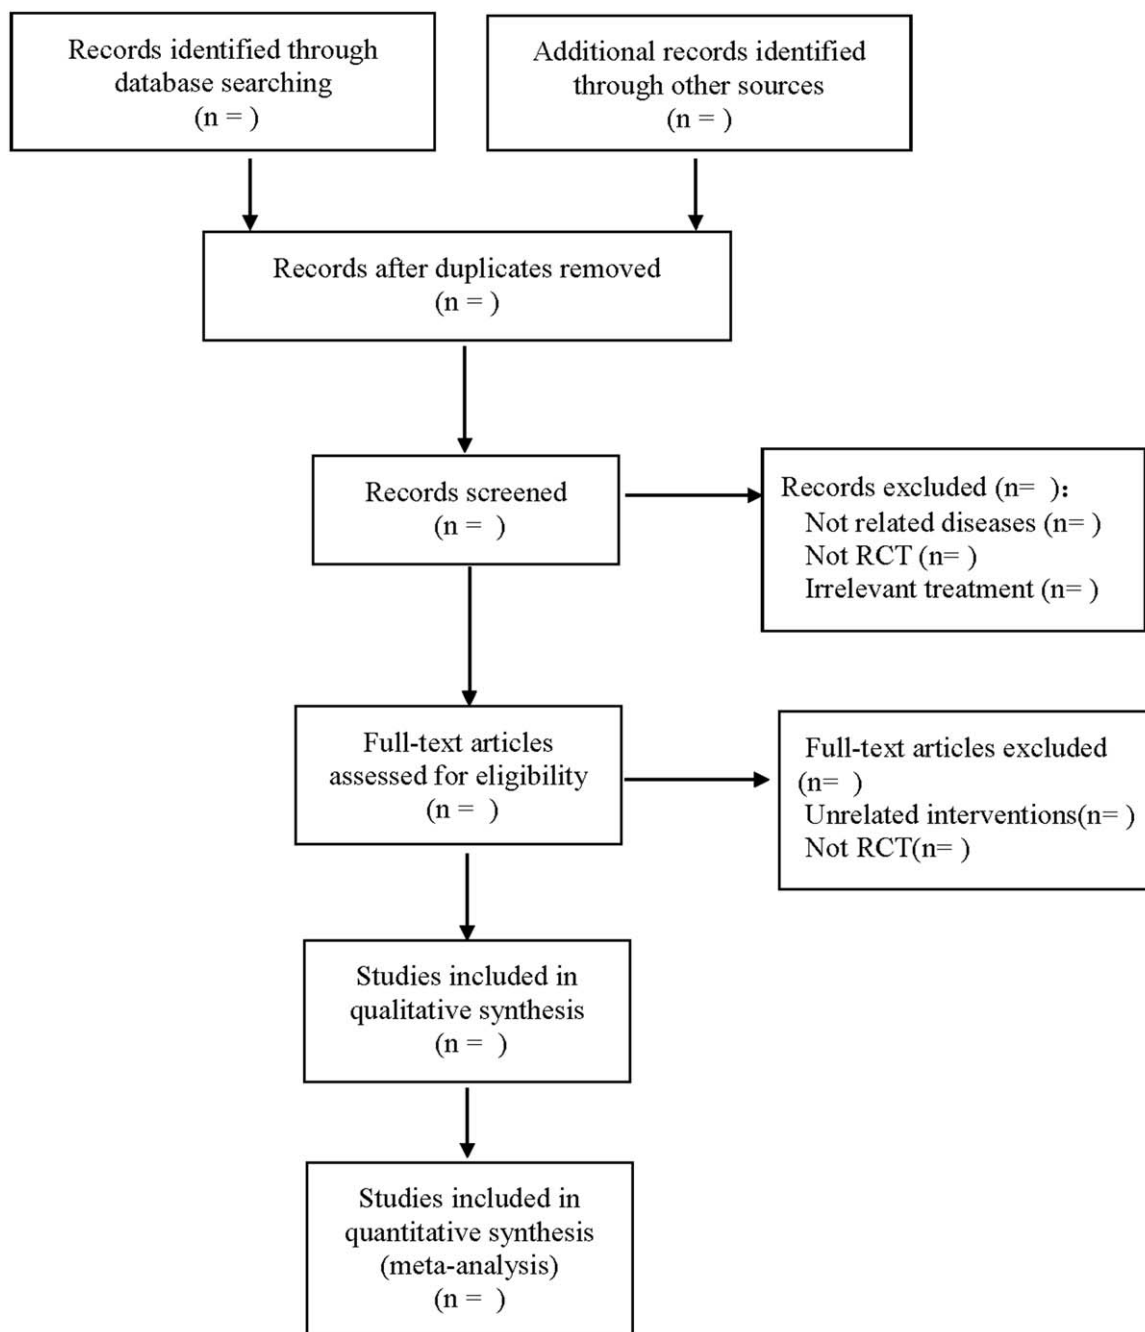 Records identified through
database searching
(n = )
Additional records identified
through other sources
(n = )
Records after duplicates removed
(n = )
Records screened
(n =  )
Records excluded (n=  )：
Not related diseases (n= )
Not RCT (n= )
Irrelevant treatment (n= )
Full-text articles
assessed for eligibility
(n =  )
Full-text articles excluded
(n=  )
Unrelated interventions(n= )
Not RCT(n= )
Studies included in
qualitative synthesis
(n =  )
Studies included in
quantitative synthesis
(meta-analysis)
(n =  )